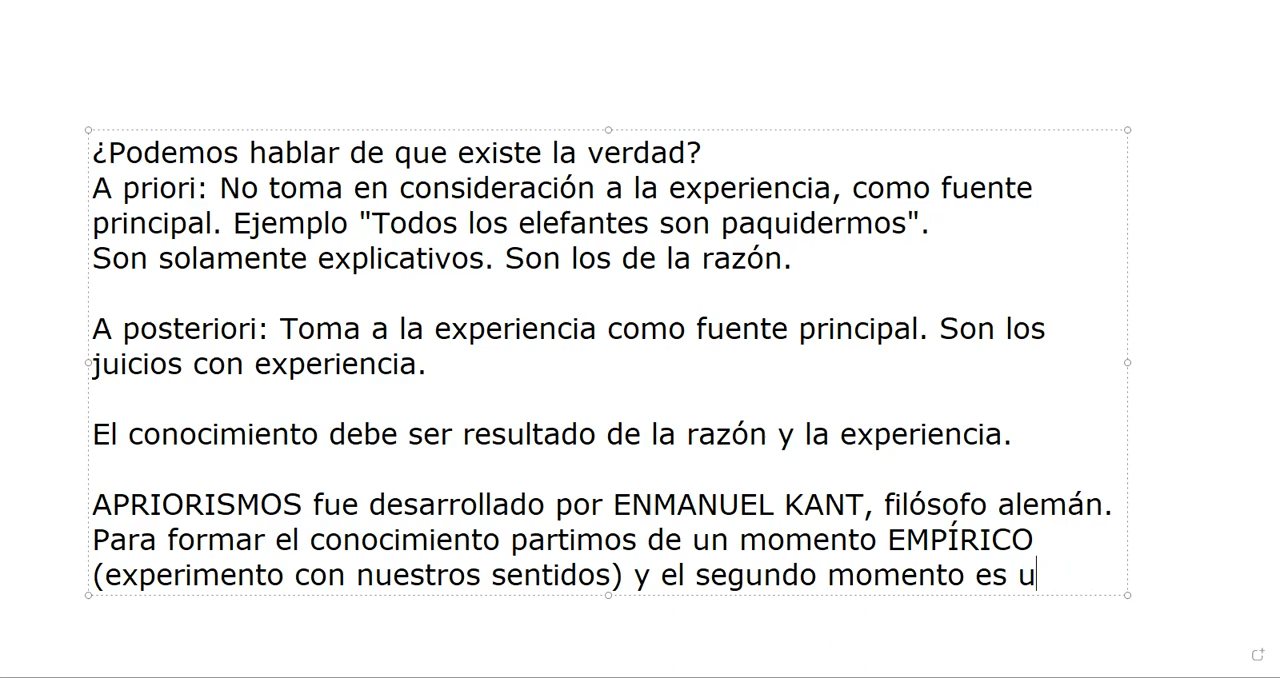 ¿Podemos hablar de que existe la verdad?
A priori: No toma en consideración a la experiencia, como fuente
principal. Ejemplo "Todos los elefantes son paquidermos".
Son solamente explicativos. Son los de la razón.
A posteriori: Toma a la experiencia como fuente principal. Son los
juicios con experiencia.
El conocimiento debe ser resultado de la razón y la experiencia.
APRIORISMOS fue desarrollado por ENMANUEL KANT, filósofo alemán.
Para formar el conocimiento partimos de un momento EMPÍRICO
(experimento con nuestros sentidos) y el segundo momento es u